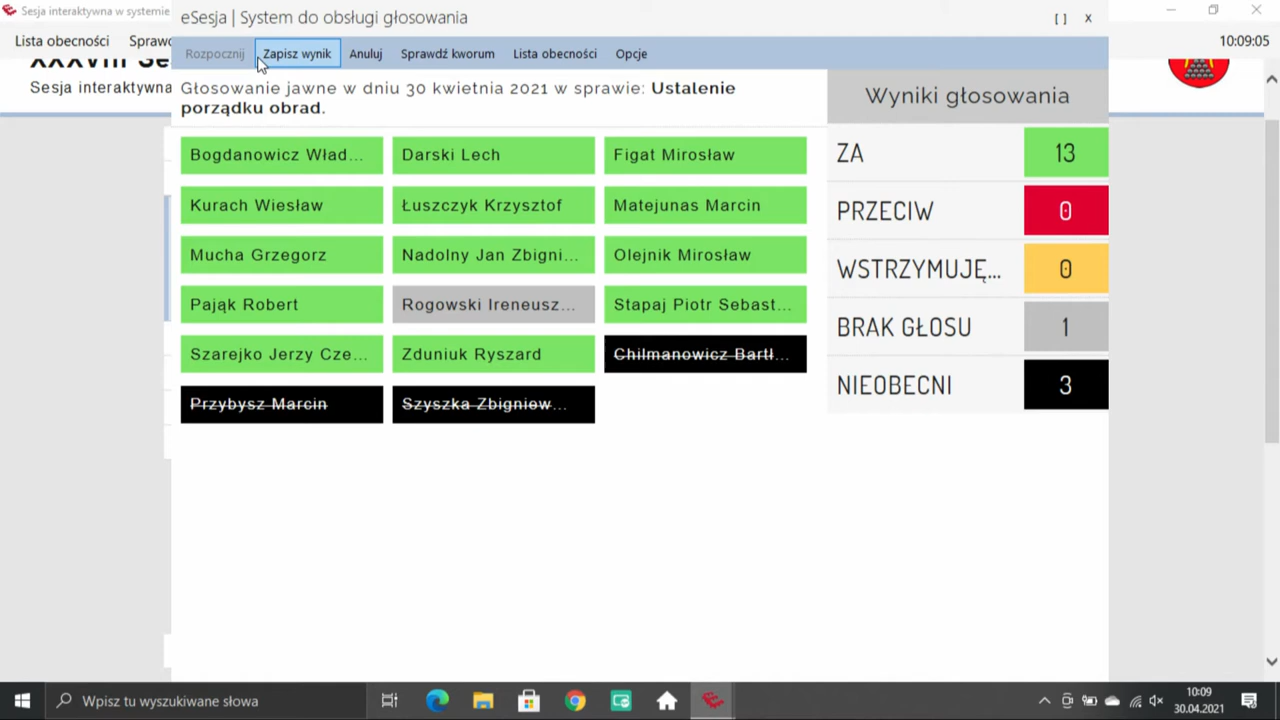 Sesja interaktywna w systemie
eSesja | System do obsługi głosowania
[ ] X
Lista obecności
Rozpocznij Zapisz wynik Anuluj Sprawdź kworum Lista obecności Opcje
10:09:05
XXXVIII
Sesja interaktywna
Głosowanie jawne w dniu 30 kwietnia 2021 w sprawie: Ustalenie
porządku obrad.
Wyniki głosowania
Bogdanowicz Wład... Darski Lech Figat Mirosław
Kurach Wiesław Łuszczyk Krzysztof Matejunas Marcin
Mucha Grzegorz Nadolny Jan Zbigni... Olejnik Mirosław
Pająk Robert Rogowski Ireneusz... Stapaj Piotr Sebast...
Szarejko Jerzy Cze... Zduniuk Ryszard Chilmanowicz Bartł...
Przybysz Marcin Szyszka Zbigniew...
ZA 13
PRZECIW 0
WSTRZYMUJĘ... 0
BRAK GŁOSU 1
NIEOBECNI 3
Wpisz tu wyszukiwane słowa
10:09
30.04.2021